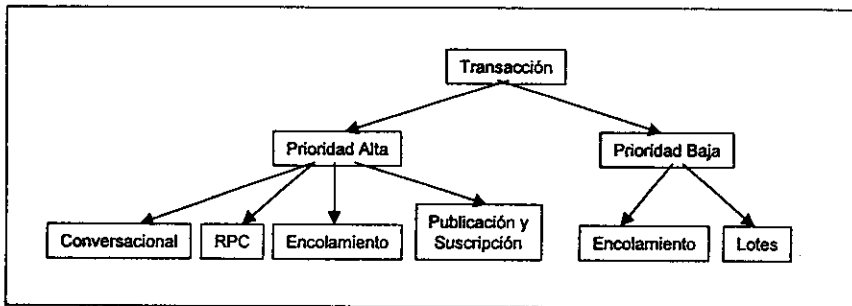 Transacción
Prioridad Alta
Prioridad Baja
Conversacional
RPC
Encolamiento
Publicación y
Suscripción
Encolamiento
Lotes